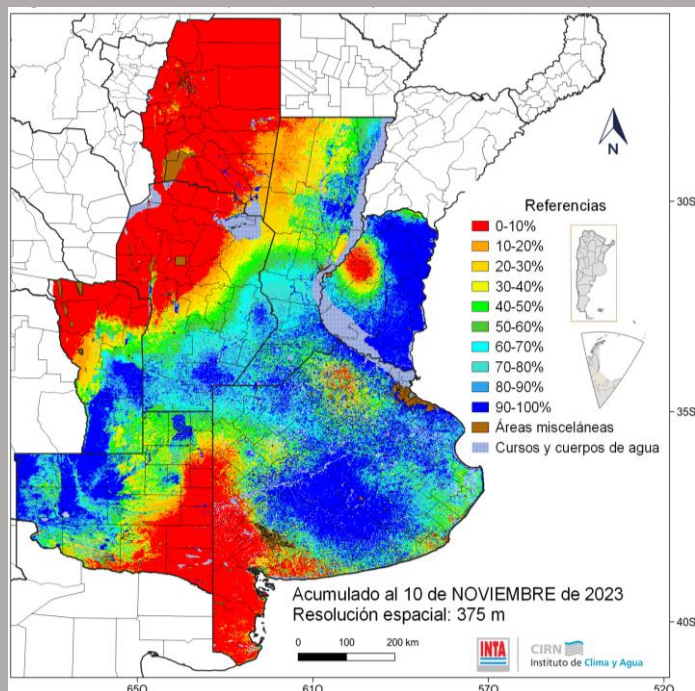 30S
N
Referencias
0-10%
10-20%
20-30%
30-40%
40-50%
50-60%
60-70%
70-80%
80-90%
90-100%
Áreas misceláneas
Cursos y cuerpos de agua
35S
Acumulado al 10 de NOVIEMBRE de 2023
Resolución espacial: 375 m
40S
0 100 200 km
INTA
CIRN
Instituto de Clima y Agua
65O 61O 57O 52O